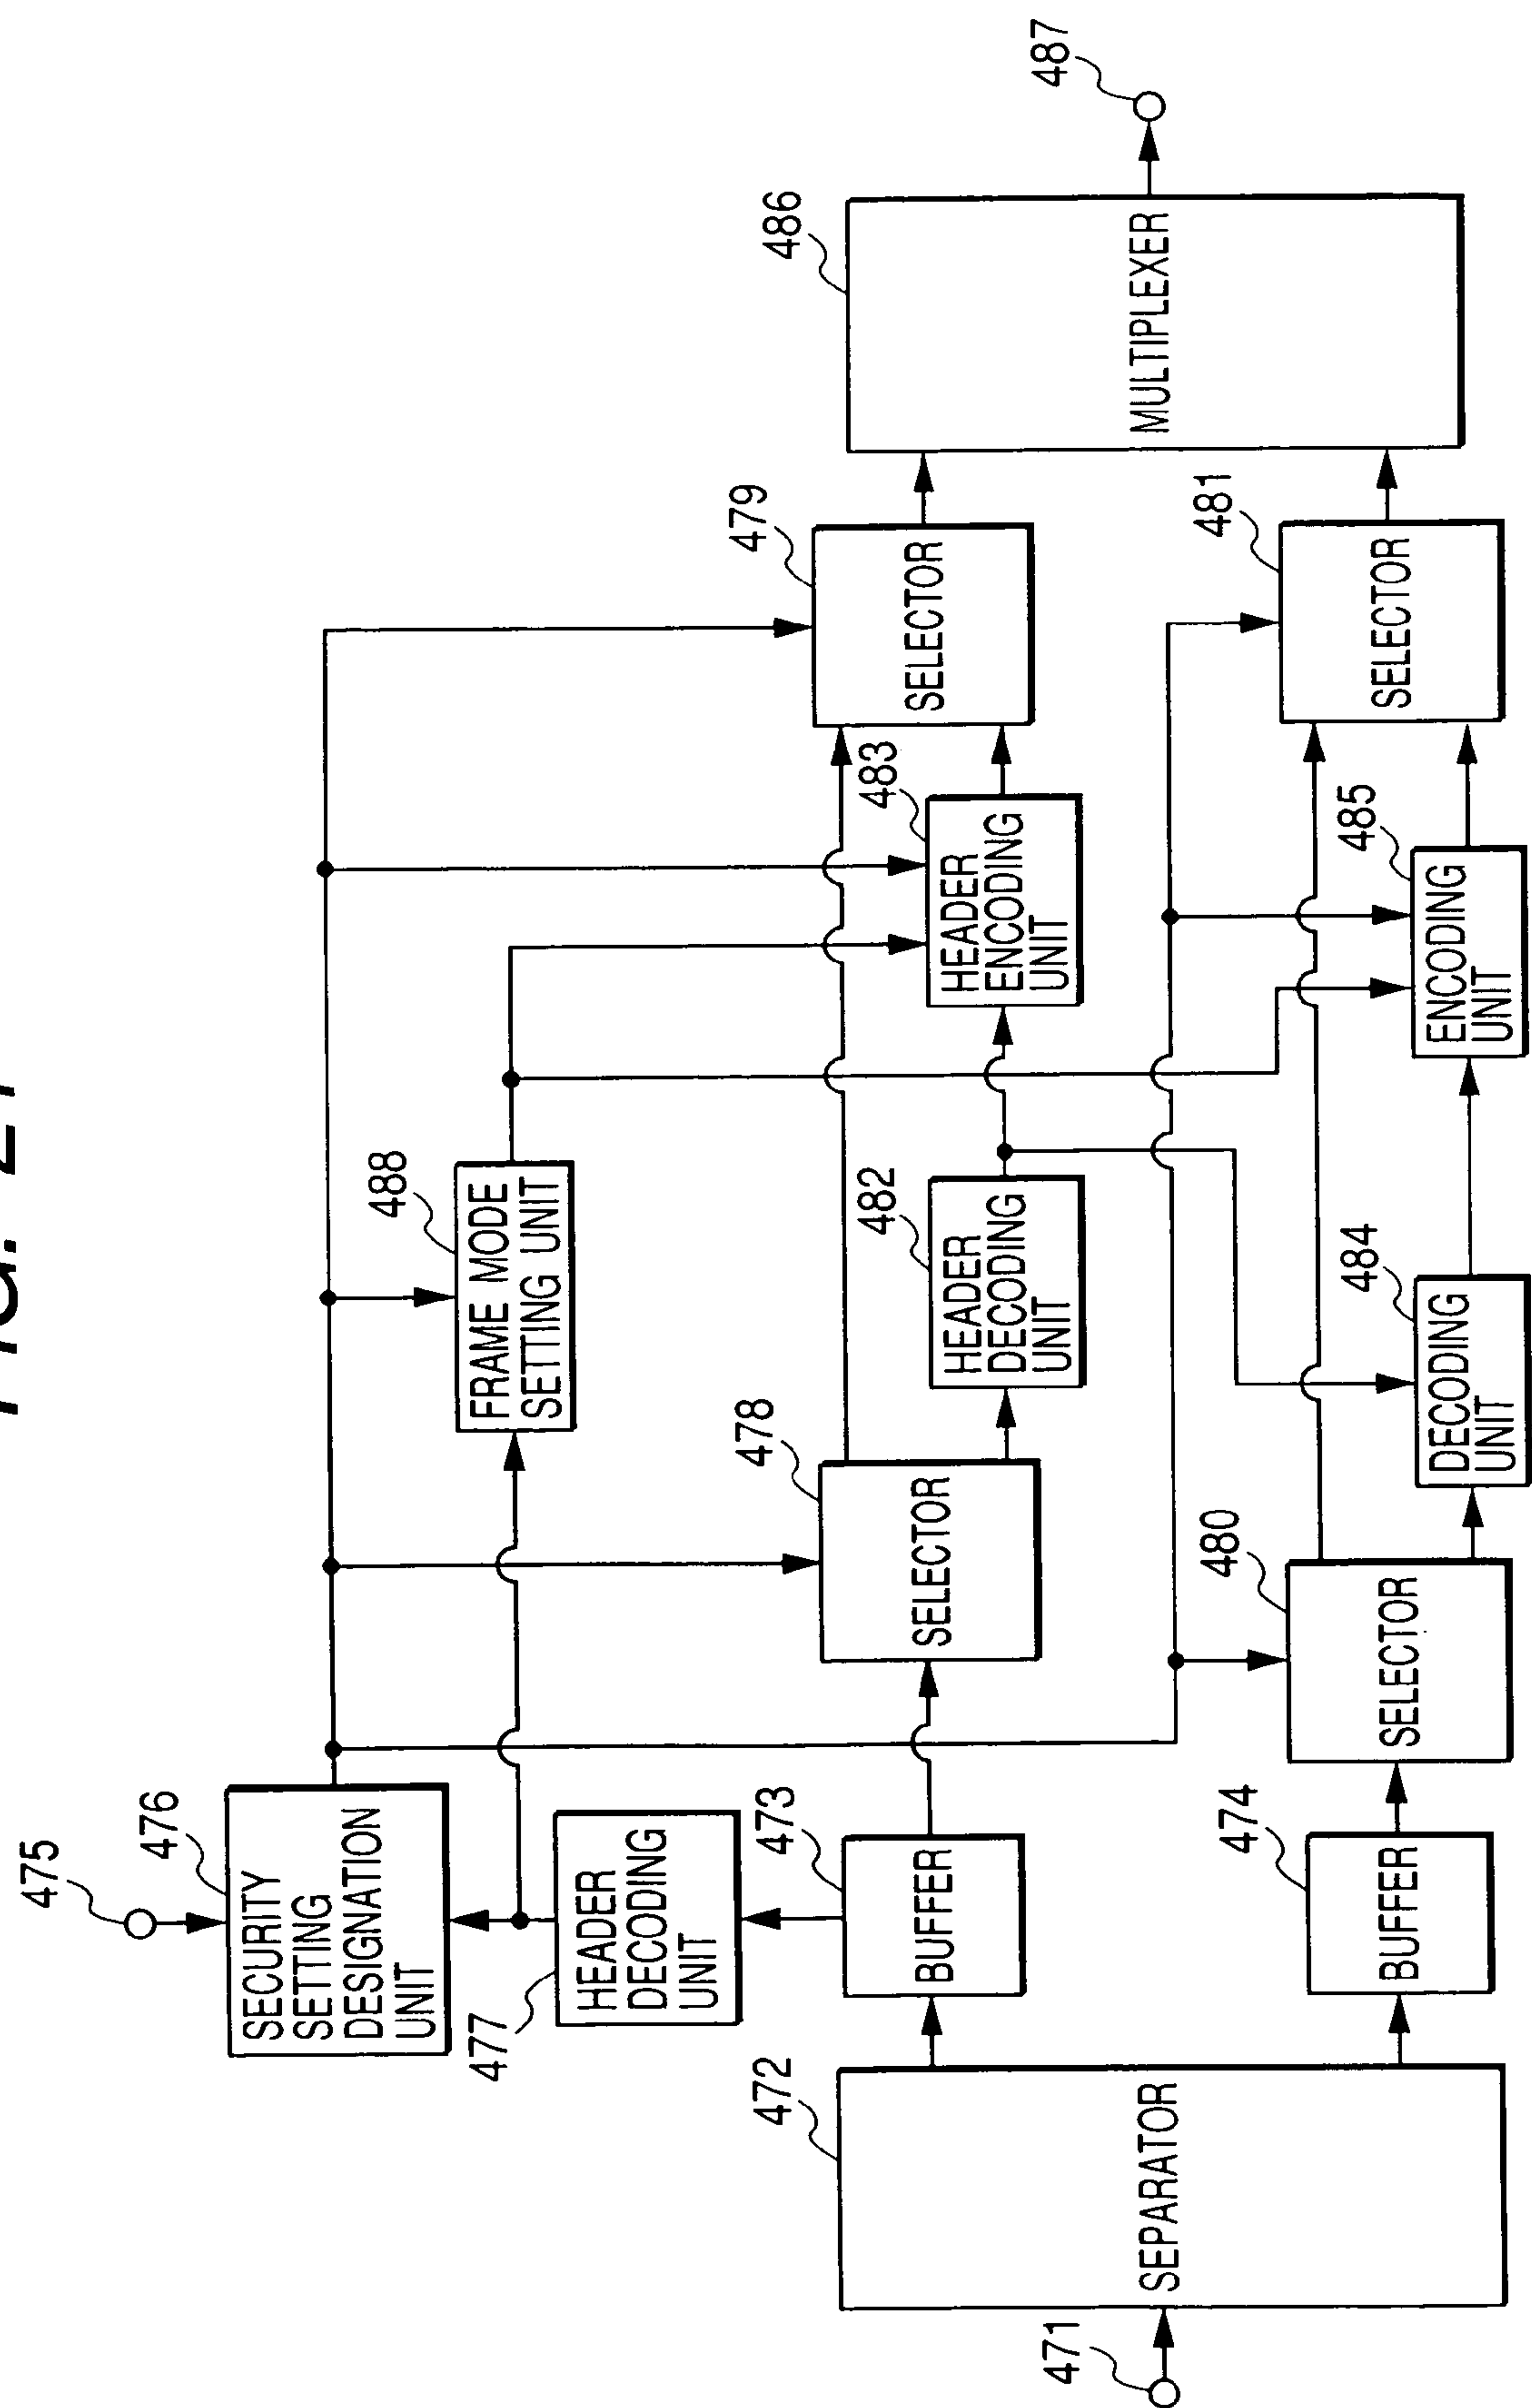 FIG.
475
476
SECURITY
SETTING
DESIGNATION
UNIT
477
HEADER
DECODING
UNIT
488
FRAME MODE
SETTING UNIT
472
SEPARATOR
471
473
BUFFER
478
SELECTOR
482
HEADER
DECODING
UNIT
483
HEADER
ENCODING
UNIT
479
SELECTOR
486
MULTIPLEXER
487
474
BUFFER
480
SELECTOR
484
DECODING
UNIT
485
ENCODING
UNIT
481
SELECTOR